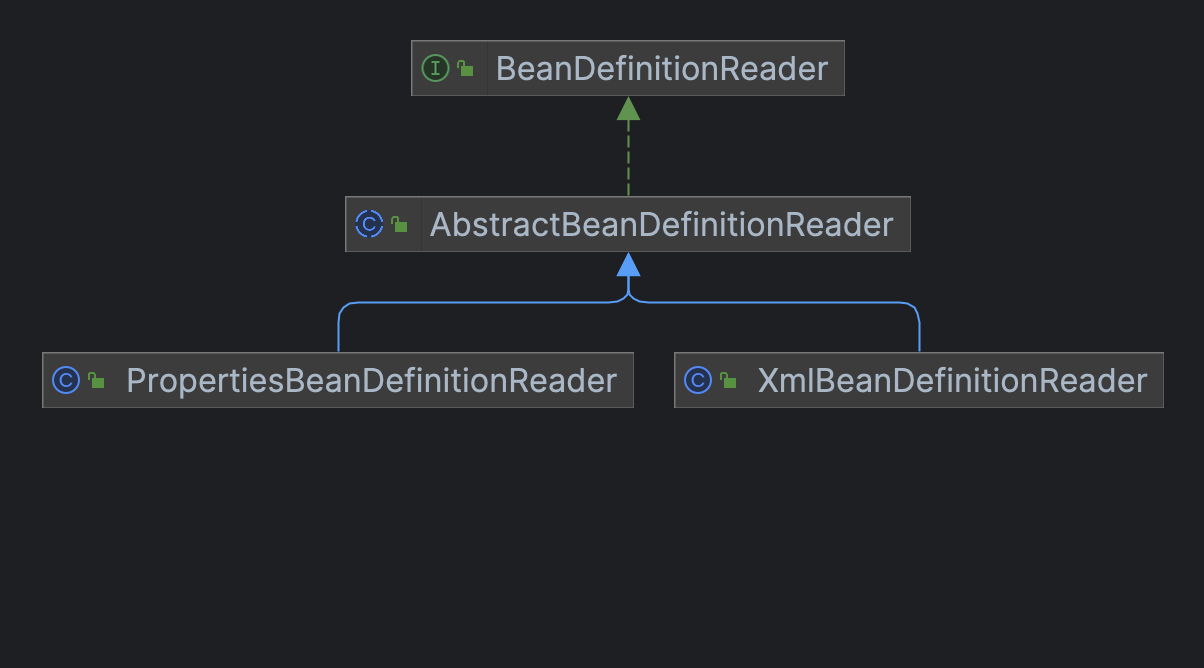 I BeanDefinitionReader
C AbstractBeanDefinitionReader
C PropertiesBeanDefinitionReader
C XmlBeanDefinitionReader